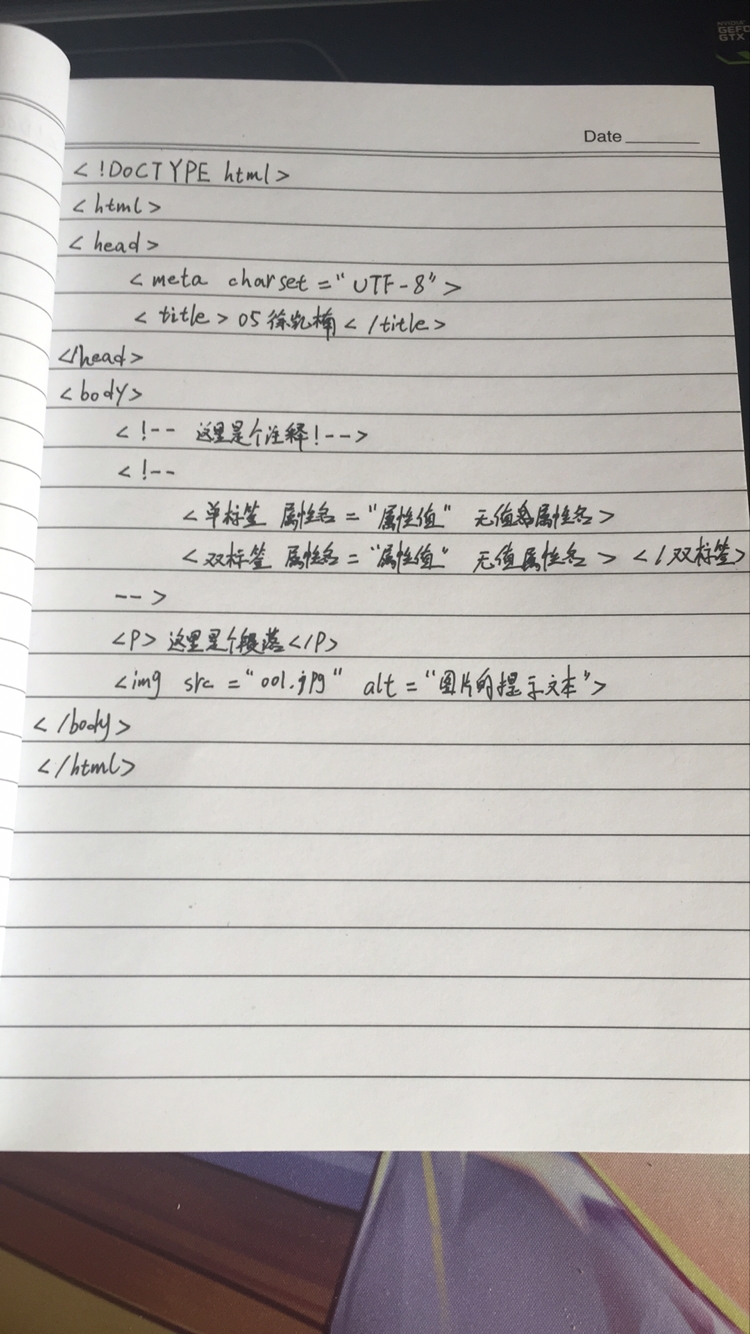 GEFO
GTX
Date
<!DOCTYPE html>
<html>
<head>
<meta charset="UTF-8">
<title>05徐凯楠</title>
</head>
<body>
<!-- 这里是个注释!-->
<!--
<单标签 属性名="属性值" 无值属性名>
<双标签 属性名="属性值" 无值属性名></双标签>
-->
<P>这里是个段落</P>
<img src="001.jpg" alt="图片的提示文本">
</body>
</html>